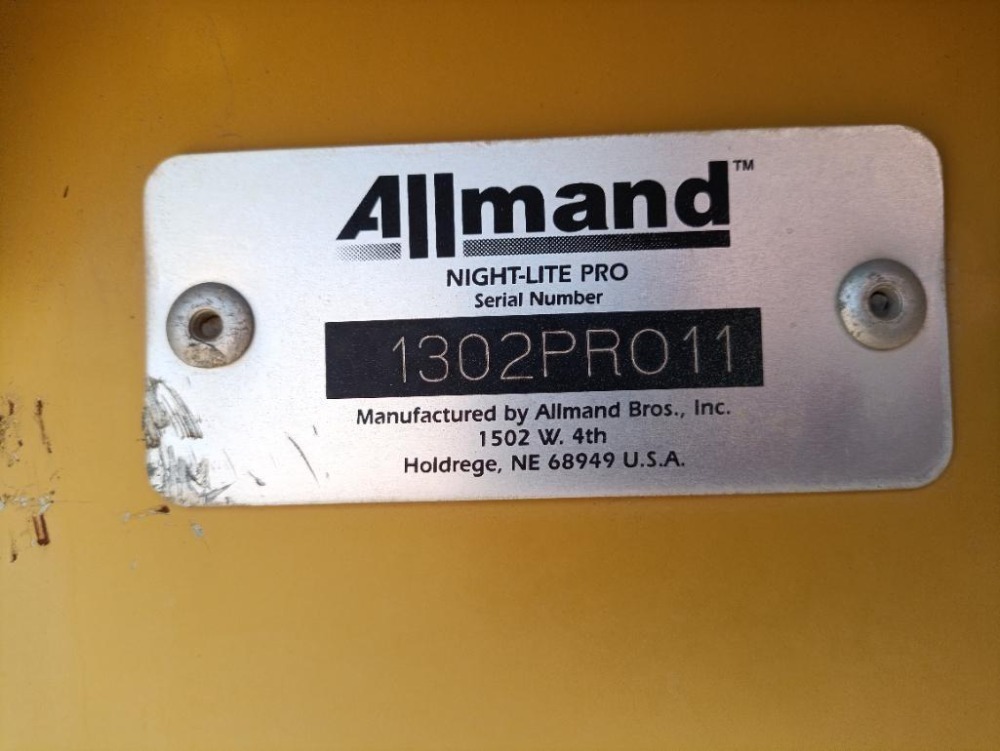 Allmand™
NIGHT-LITE PRO
Serial Number
1302PRO11
Manufactured by Allmand Bros., Inc.
1502 W. 4th
Holdrege, NE 68949 U.S.A.